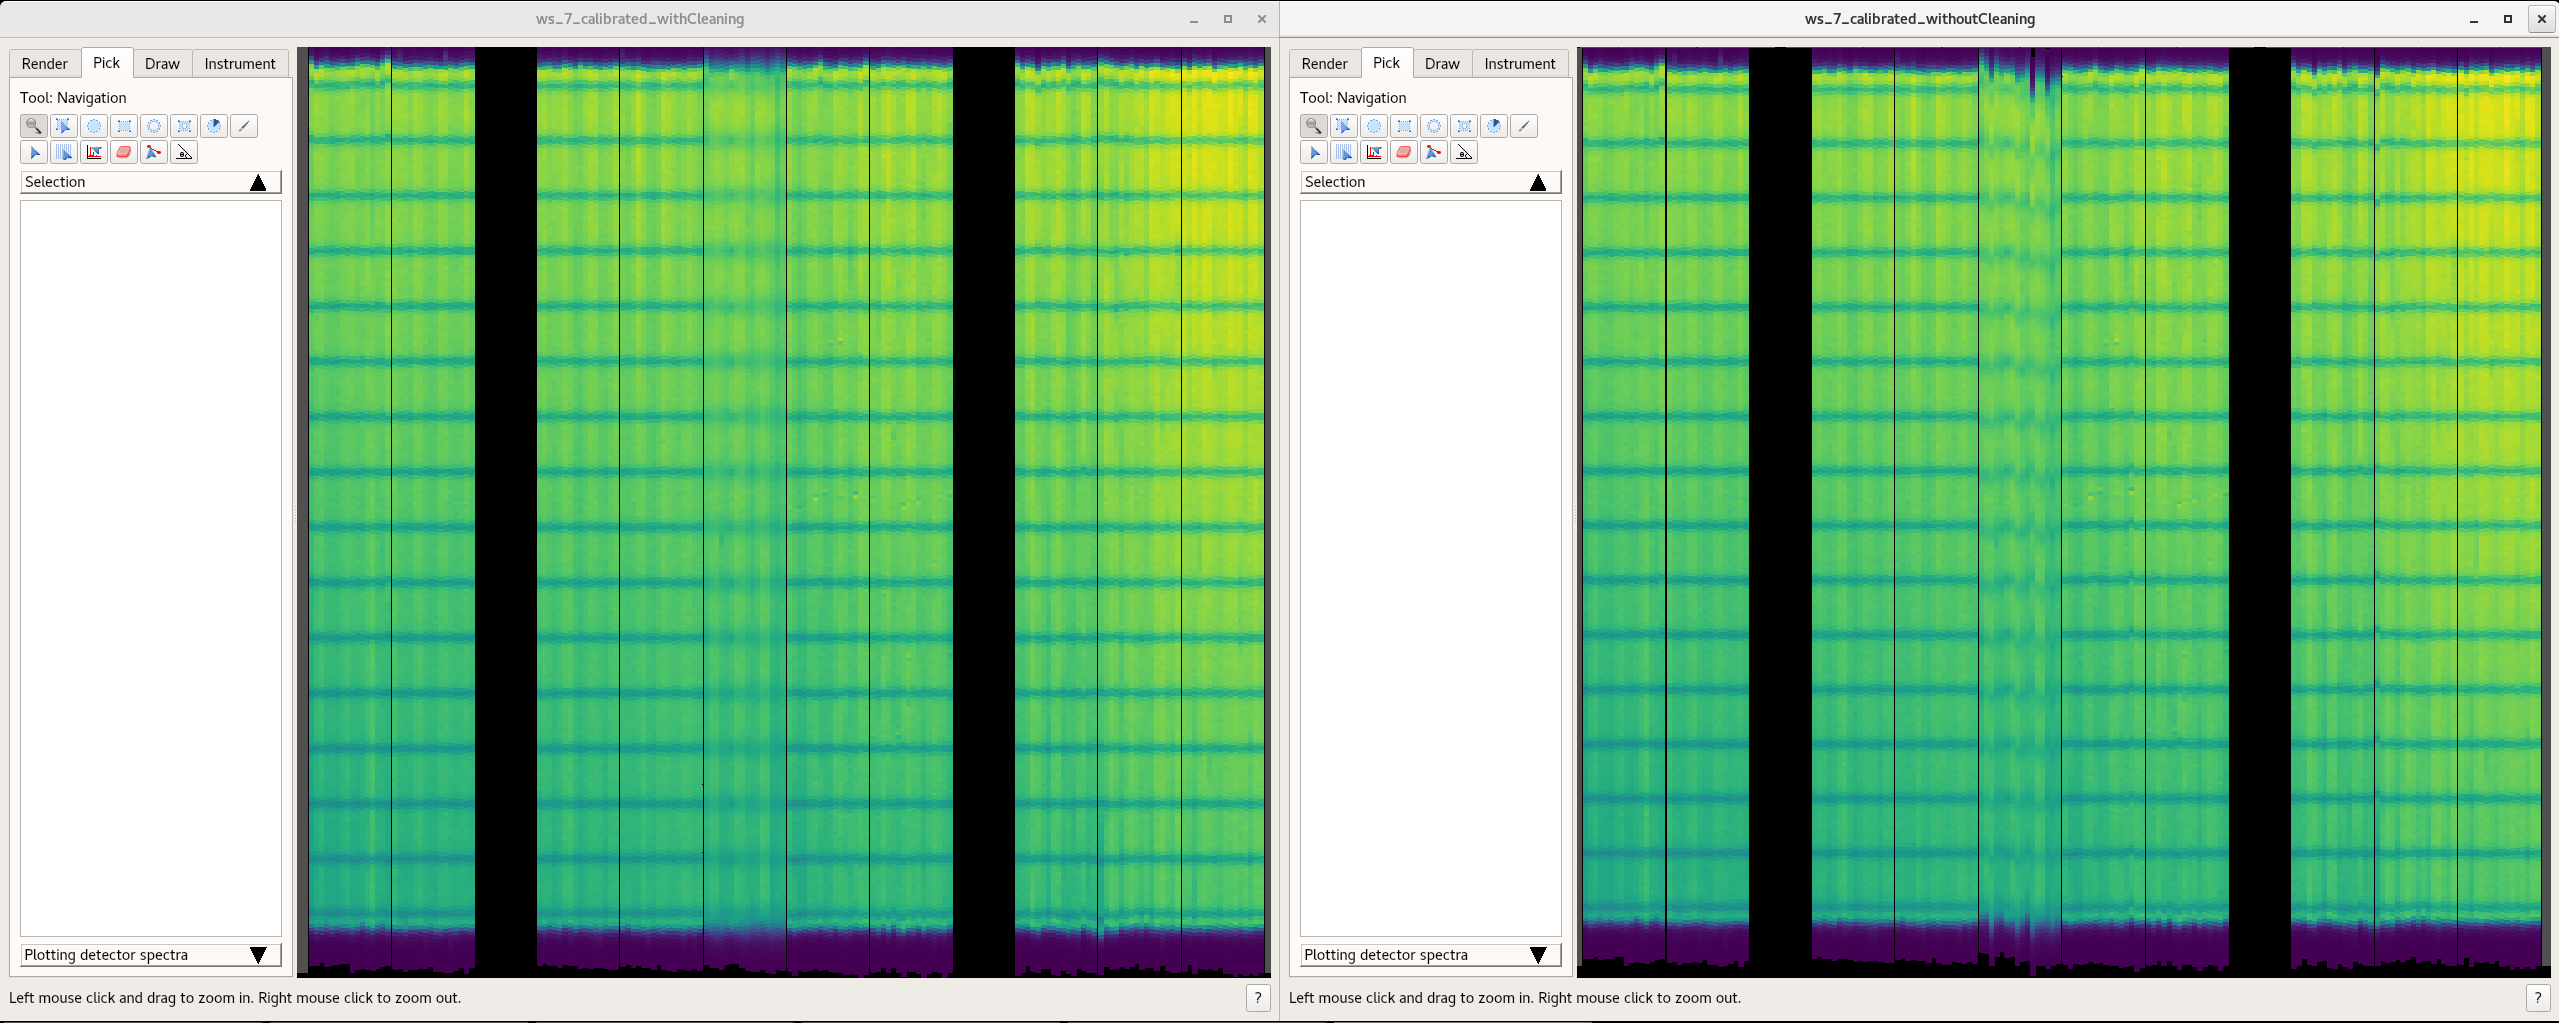 ws_7_calibrated_withCleaning
Render Pick Draw Instrument
Tool: Navigation
Selection
Plotting detector spectra
Left mouse click and drag to zoom in. Right mouse click to zoom out.
?
ws_7_calibrated_withoutCleaning
Render Pick Draw Instrument
Tool: Navigation
Selection
Plotting detector spectra
Left mouse click and drag to zoom in. Right mouse click to zoom out.
?